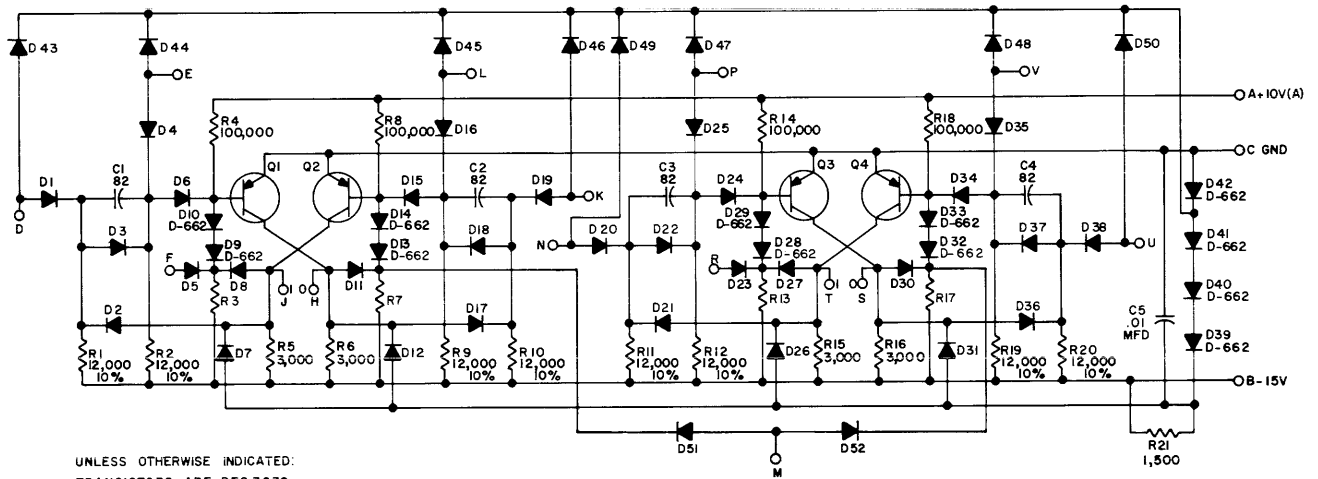 D43
D44
D45
D46
D49
D47
D48
D50
E
L
P
V
A+10V(A)
D4
R4
100,000
R8
100,000
D16
D25
R14
100,000
R18
100,000
D35
C GND
D1
C1
82
D6
Q1
Q2
D15
C2
82
D19
K
C3
82
D24
Q3
Q4
D34
C4
82
D42
D-662
D
D10
D-662
D14
D-662
D29
D-662
D33
D-662
D3
D9
D-662
D13
D-662
D18
N
D20
D22
D28
D-662
D32
D-662
D37
D38
U
D41
D-662
F
D5
D8
1
J
0
H
D11
R
D23
D27
1
T
0
S
D30
R3
R7
R13
R17
D40
D-662
D2
D17
D21
D36
C5
.01
MFD
D39
D-662
R1
12,000
10%
R2
12,000
10%
D7
R5
3,000
R6
3,000
D12
R9
12,000
10%
R10
12,000
10%
R11
12,000
10%
R12
12,000
10%
D26
R15
3,000
R16
3,000
D31
R19
12,000
10%
R20
12,000
10%
B-15V
D51
D52
M
R21
1,500
UNLESS OTHERWISE INDICATED: